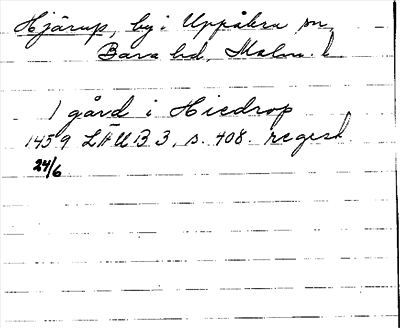 Hjärup, by i Uppåkra sn,
Bara hd, Malm. l
1 gård i Hiedrop
1459 LÄUB 3, s. 408. regest
24/6